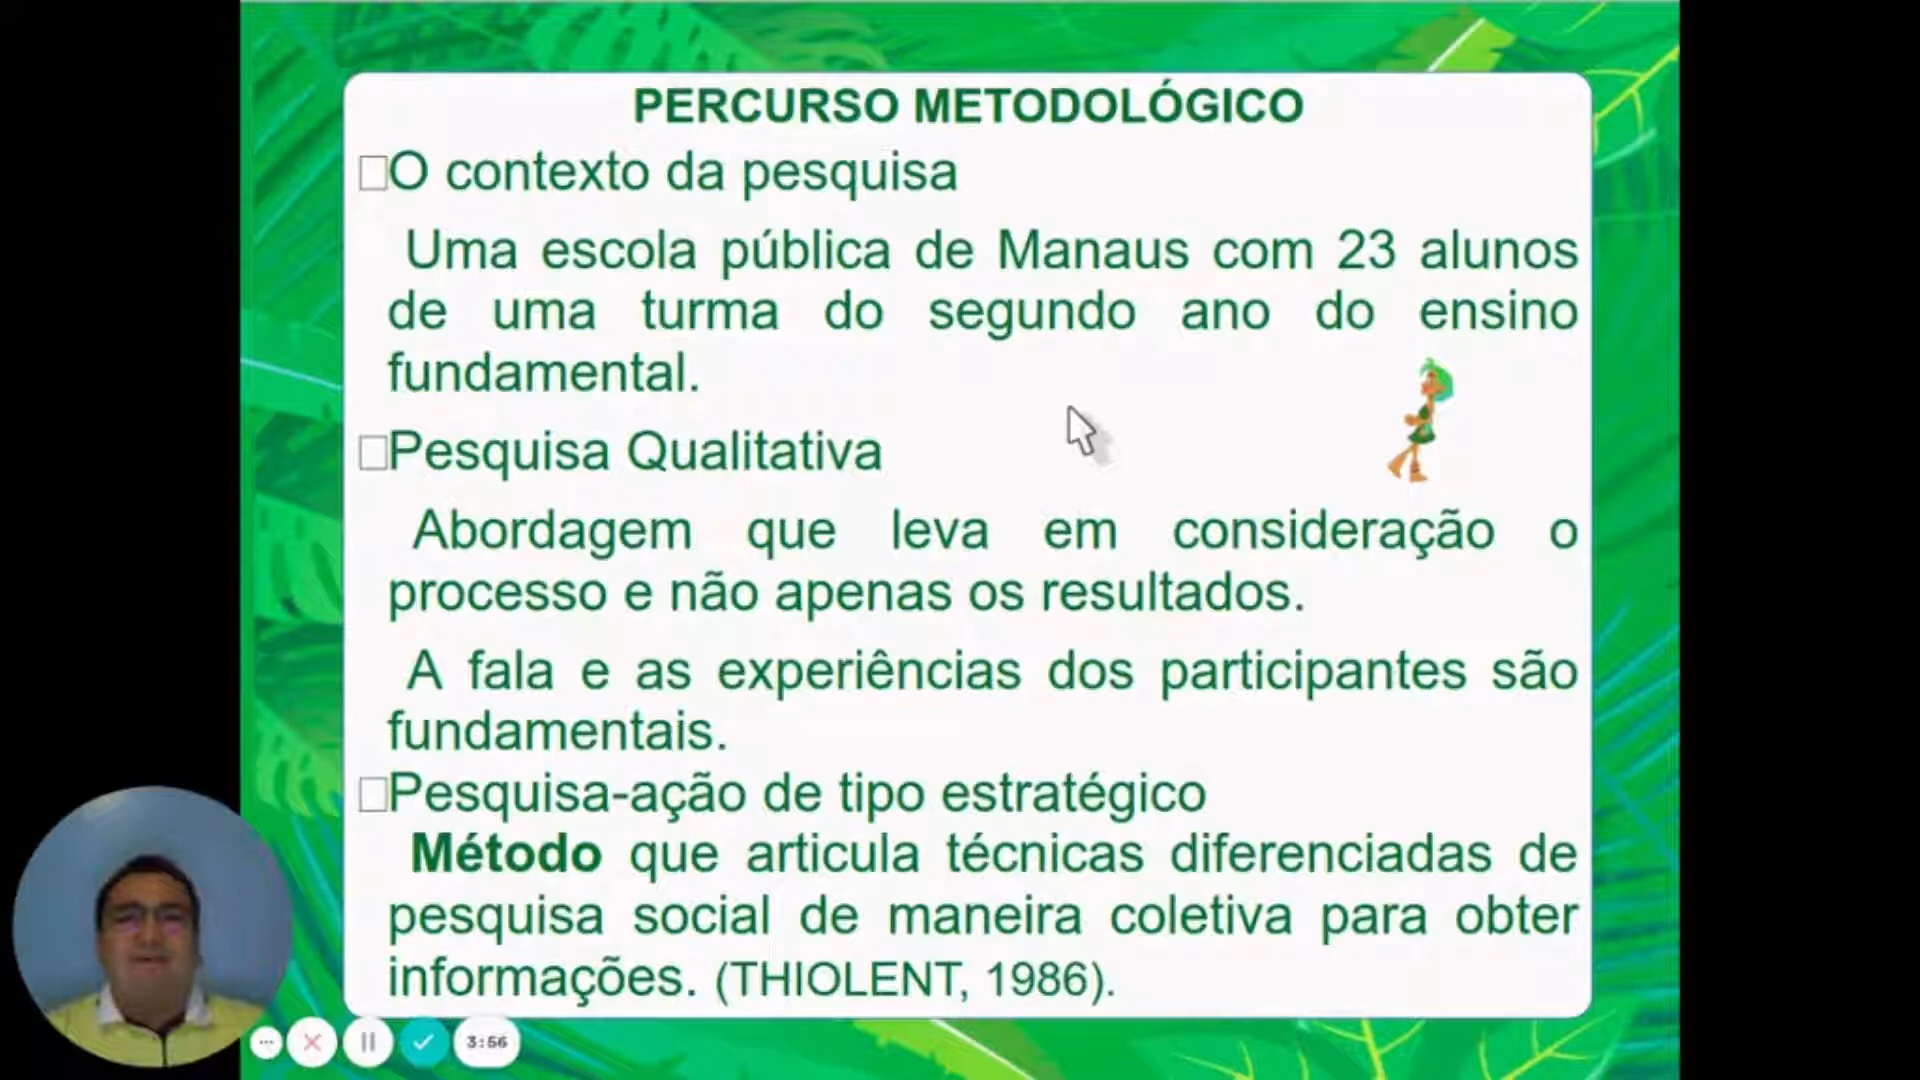 PERCURSO METODOLÓGICO
O contexto da pesquisa
Uma escola pública de Manaus com 23 alunos
de uma turma do segundo ano do ensino
fundamental.
Pesquisa Qualitativa
Abordagem que leva em consideração o
processo e não apenas os resultados.
A fala e as experiências dos participantes são
fundamentais.
Pesquisa-ação de tipo estratégico
Método que articula técnicas diferenciadas de
pesquisa social de maneira coletiva para obter
informações. (THIOLENT, 1986).
3:56